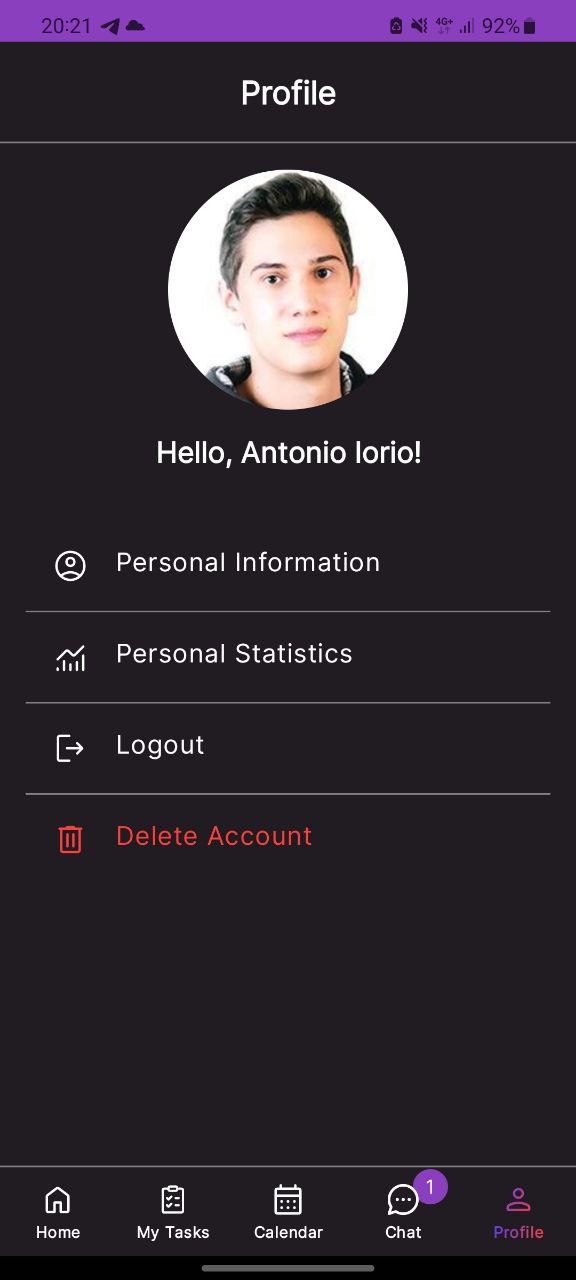 20:21 4G+ 92%
Profile
Hello, Antonio Iorio!
Personal Information
Personal Statistics
Logout
Delete Account
1
Home My Tasks Calendar Chat Profile